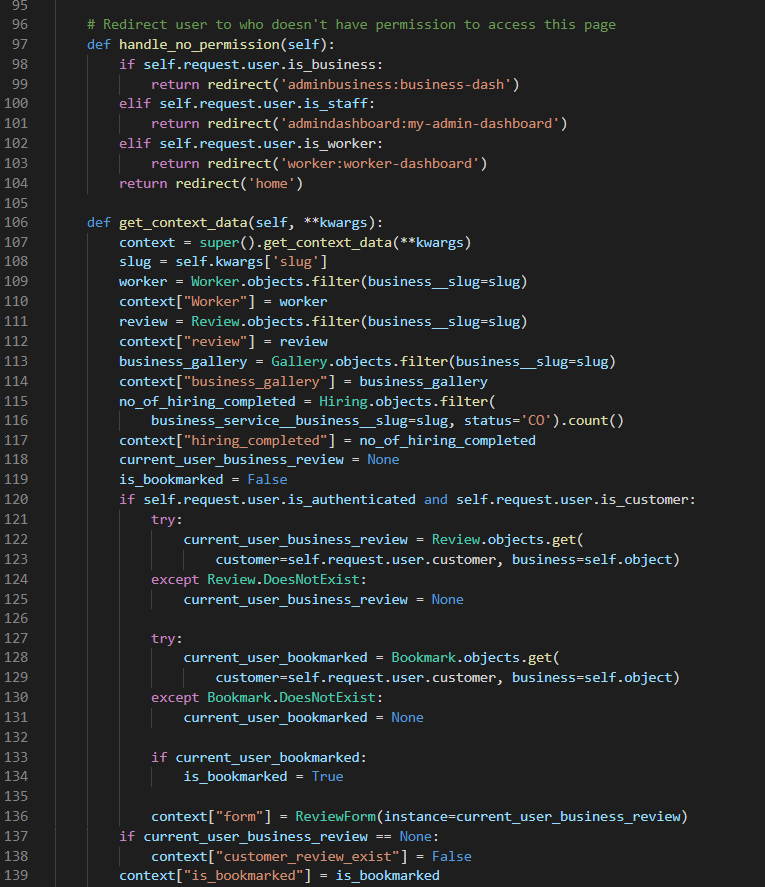 95
96 # Redirect user to who doesn't have permission to access this page
97 def handle_no_permission(self):
98 if self.request.user.is_business:
99 return redirect('adminbusiness:business-dash')
100 elif self.request.user.is_staff:
101 return redirect('admindashboard:my-admin-dashboard')
102 elif self.request.user.is_worker:
103 return redirect('worker:worker-dashboard')
104 return redirect('home')
105
106 def get_context_data(self, **kwargs):
107 context = super().get_context_data(**kwargs)
108 slug = self.kwargs['slug']
109 worker = Worker.objects.filter(business__slug=slug)
110 context["Worker"] = worker
111 review = Review.objects.filter(business__slug=slug)
112 context["review"] = review
113 business_gallery = Gallery.objects.filter(business__slug=slug)
114 context["business_gallery"] = business_gallery
115 no_of_hiring_completed = Hiring.objects.filter(
116 business_service__business__slug=slug, status='CO').count()
117 context["hiring_completed"] = no_of_hiring_completed
118 current_user_business_review = None
119 is_bookmarked = False
120 if self.request.user.is_authenticated and self.request.user.is_customer:
121 try:
122 current_user_business_review = Review.objects.get(
123 customer=self.request.user.customer, business=self.object)
124 except Review.DoesNotExist:
125 current_user_business_review = None
126
127 try:
128 current_user_bookmarked = Bookmark.objects.get(
129 customer=self.request.user.customer, business=self.object)
130 except Bookmark.DoesNotExist:
131 current_user_bookmarked = None
132
133 if current_user_bookmarked:
134 is_bookmarked = True
135
136 context["form"] = ReviewForm(instance=current_user_business_review)
137 if current_user_business_review == None:
138 context["customer_review_exist"] = False
139 context["is_bookmarked"] = is_bookmarked